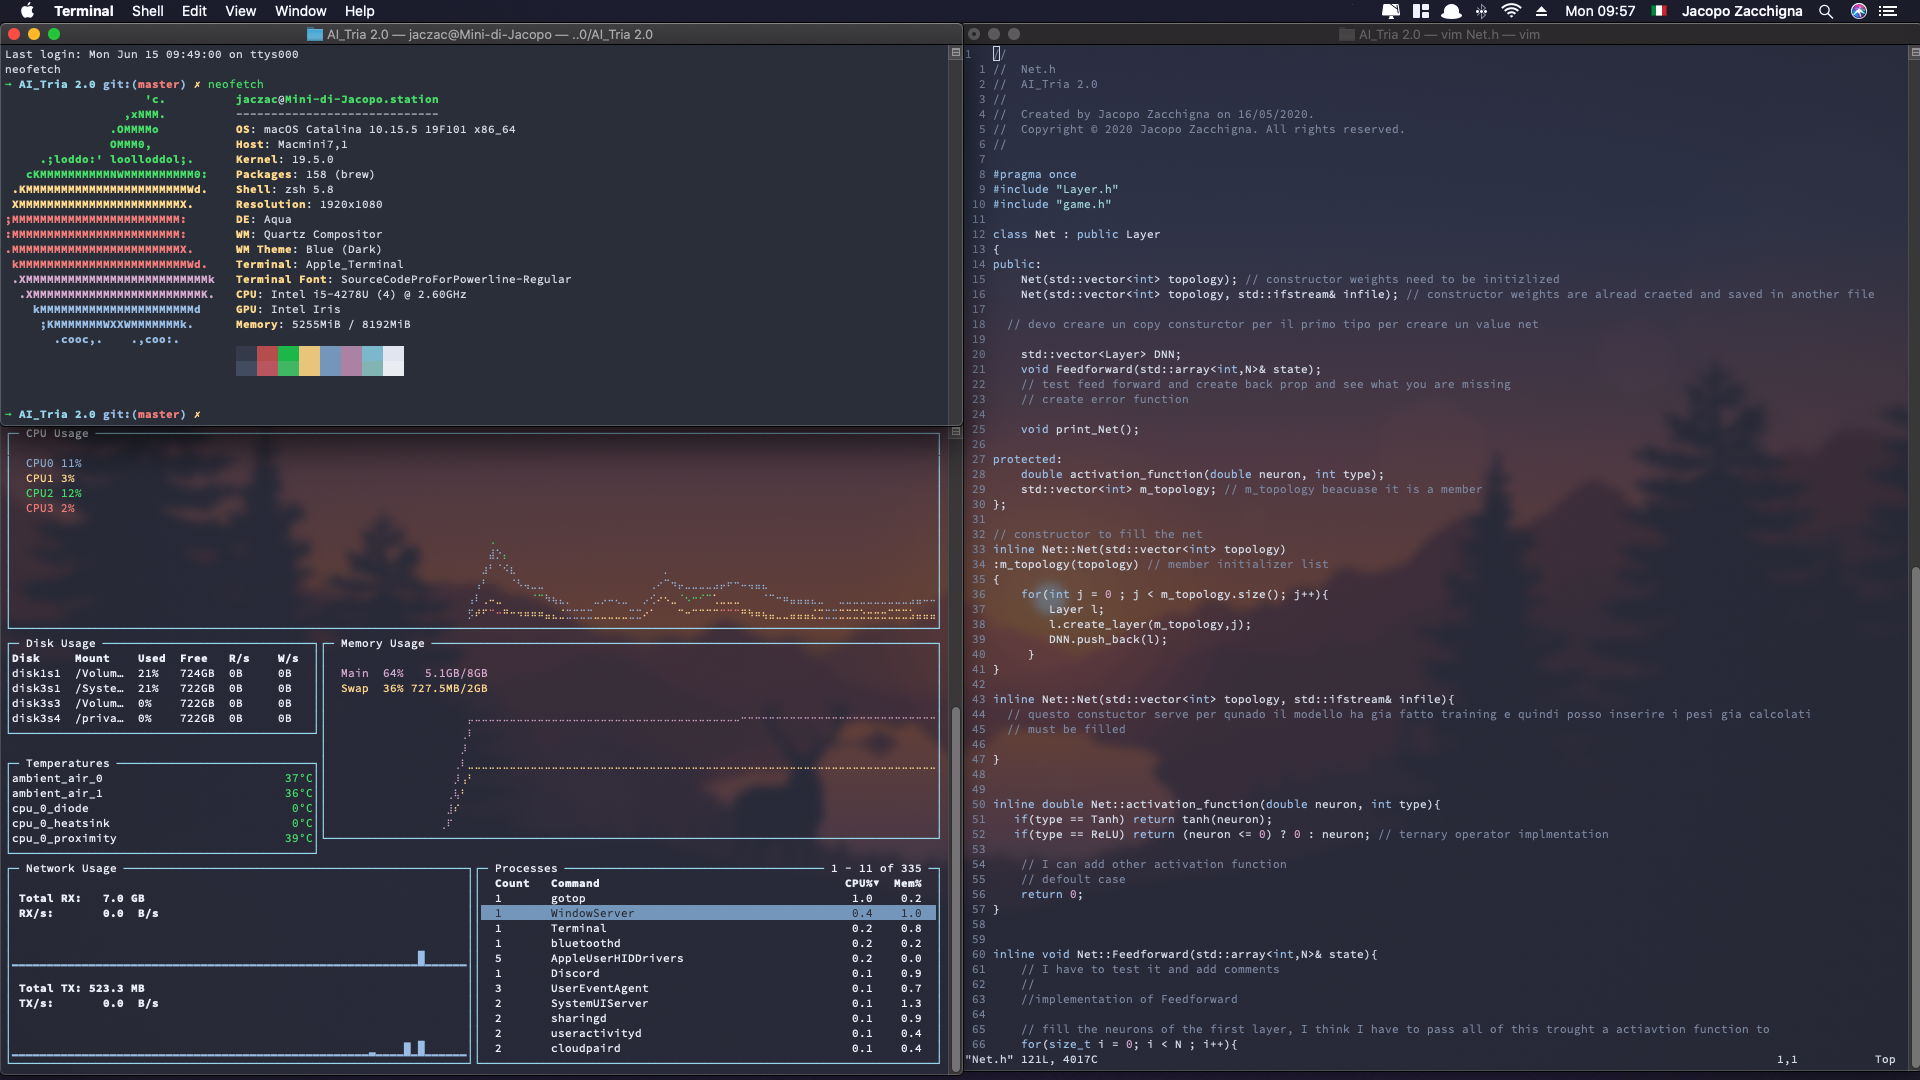 Terminal Shell Edit View Window Help Mon 09:57 Jacopo Zacchigna
AI_Tria 2.0 — jaczac@Mini-di-Jacopo — ..0/AI_Tria 2.0
Last login: Mon Jun 15 09:49:00 on ttys000
neofetch
→ AI_Tria 2.0 git:(master) ✗ neofetch
'c.
,xNMM.
.OMMMMo
OMMM0,
.;loddo:' loolloddol;.
cKMMMMMMMMMMNWMMMMMMMMMM0:
.KMMMMMMMMMMMMMMMMMMMMMMMWd.
XMMMMMMMMMMMMMMMMMMMMMMMX.
;MMMMMMMMMMMMMMMMMMMMMMMM:
:MMMMMMMMMMMMMMMMMMMMMMMM:
.MMMMMMMMMMMMMMMMMMMMMMMMX.
kMMMMMMMMMMMMMMMMMMMMMMMMWd.
.XMMMMMMMMMMMMMMMMMMMMMMMMMMk
.XMMMMMMMMMMMMMMMMMMMMMMMMK.
kMMMMMMMMMMMMMMMMMMMMMMd
;KMMMMMMMWXXWMMMMMMMk.
.cooc,. .,coo:.
jaczac@Mini-di-Jacopo.station
-----------------------------
OS: macOS Catalina 10.15.5 19F101 x86_64
Host: Macmini7,1
Kernel: 19.5.0
Packages: 158 (brew)
Shell: zsh 5.8
Resolution: 1920x1080
DE: Aqua
WM: Quartz Compositor
WM Theme: Blue (Dark)
Terminal: Apple_Terminal
Terminal Font: SourceCodeProForPowerline-Regular
CPU: Intel i5-4278U (4) @ 2.60GHz
GPU: Intel Iris
Memory: 5255MiB / 8192MiB
→ AI_Tria 2.0 git:(master) ✗
CPU Usage
CPU0 11%
CPU1 3%
CPU2 12%
CPU3 2%
Disk Usage
Disk Mount Used Free R/s W/s
disk1s1 /Volum… 21% 724GB 0B 0B
disk3s1 /Syste… 21% 722GB 0B 0B
disk3s3 /Volum… 0% 722GB 0B 0B
disk3s4 /priva… 0% 722GB 0B 0B
Memory Usage
Main 64% 5.1GB/8GB
Swap 36% 727.5MB/2GB
Temperatures
ambient_air_0 37°C
ambient_air_1 36°C
cpu_0_diode 0°C
cpu_0_heatsink 0°C
cpu_0_proximity 39°C
Network Usage
Total RX: 7.0 GB
RX/s: 0.0 B/s
Total TX: 523.3 MB
TX/s: 0.0 B/s
Processes 1 - 11 of 335
Count Command CPU%▾ Mem%
1 gotop 1.0 0.2
1 WindowServer 0.4 1.0
1 Terminal 0.2 0.8
1 bluetoothd 0.2 0.2
5 AppleUserHIDDrivers 0.2 0.0
1 Discord 0.1 0.9
3 UserEventAgent 0.1 0.7
2 SystemUIServer 0.1 1.3
2 sharingd 0.1 0.9
2 useractivityd 0.1 0.4
2 cloudpaird 0.1 0.4
AI_Tria 2.0 — vim Net.h — vim
1 //
1 // Net.h
2 // AI_Tria 2.0
3 //
4 // Created by Jacopo Zacchigna on 16/05/2020.
5 // Copyright © 2020 Jacopo Zacchigna. All rights reserved.
6 //
7
8 #pragma once
9 #include "Layer.h"
10 #include "game.h"
11
12 class Net : public Layer
13 {
14 public:
15 Net(std::vector<int> topology); // constructor weights need to be initizlized
16 Net(std::vector<int> topology, std::ifstream& infile); // constructor weights are alread craeted and saved in another file
17
18 // devo creare un copy consturctor per il primo tipo per creare un value net
19
20 std::vector<Layer> DNN;
21 void Feedforward(std::array<int,N>& state);
22 // test feed forward and create back prop and see what you are missing
23 // create error function
24
25 void print_Net();
26
27 protected:
28 double activation_function(double neuron, int type);
29 std::vector<int> m_topology; // m_topology beacuase it is a member
30 };
31
32 // constructor to fill the net
33 inline Net::Net(std::vector<int> topology)
34 :m_topology(topology) // member initializer list
35 {
36 for(int j = 0 ; j < m_topology.size(); j++){
37 Layer l;
38 l.create_layer(m_topology,j);
39 DNN.push_back(l);
40 }
41 }
42
43 inline Net::Net(std::vector<int> topology, std::ifstream& infile){
44 // questo constuctor serve per qunado il modello ha gia fatto training e quindi posso inserire i pesi gia calcolati
45 // must be filled
46
47 }
48
49
50 inline double Net::activation_function(double neuron, int type){
51 if(type == Tanh) return tanh(neuron);
52 if(type == ReLU) return (neuron <= 0) ? 0 : neuron; // ternary operator implmentation
53
54 // I can add other activation function
55 // defoult case
56 return 0;
57 }
58
59
60 inline void Net::Feedforward(std::array<int,N>& state){
61 // I have to test it and add comments
62 //
63 //implementation of Feedforward
64
65 // fill the neurons of the first layer, I think I have to pass all of this trought a actiavtion function to
66 for(size_t i = 0; i < N ; i++){
"Net.h" 121L, 4017C 1,1 Top